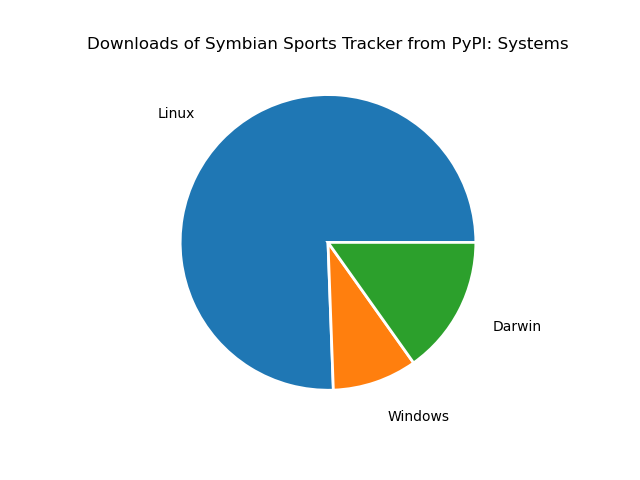 Downloads of Symbian Sports Tracker from PyPI: Systems
Linux
Darwin
Windows